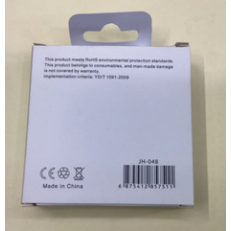 This product meets RoHS environmental protection standards.
This product belongs to consumables, and man-made damage
is not covered by warranty.
Implementation criteria: YD/T 1591-2009
JH-049
Made In China